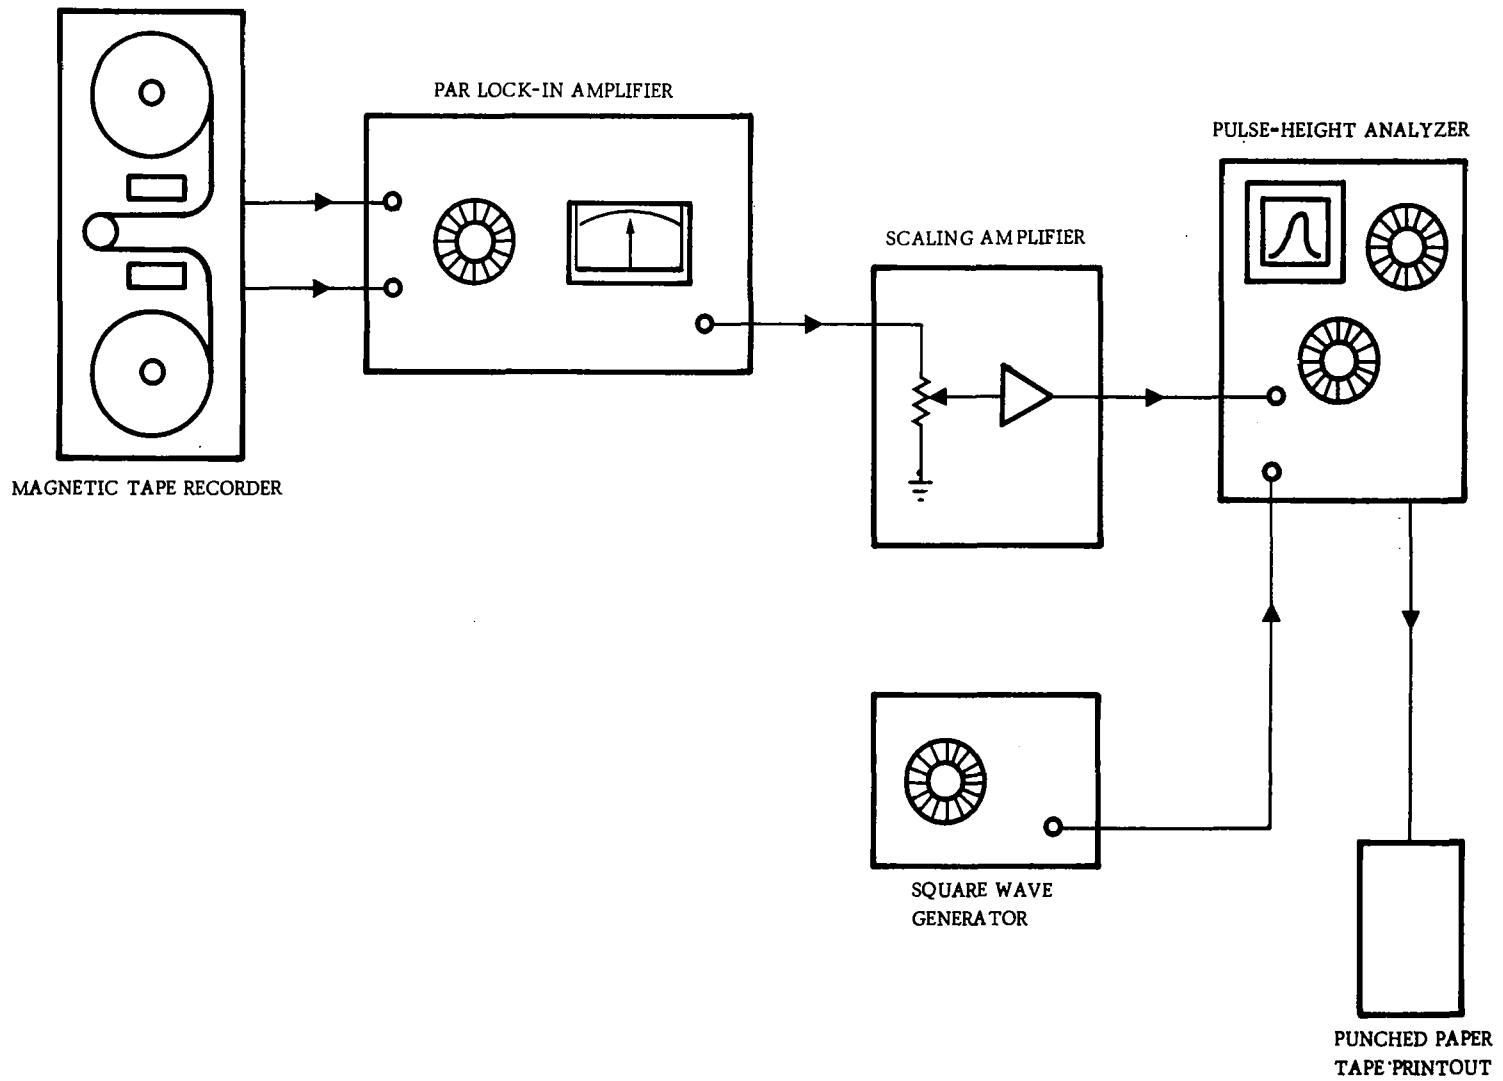 PAR LOCK-IN AMPLIFIER
PULSE-HEIGHT ANALYZER
SCALING AMPLIFIER
MAGNETIC TAPE RECORDER
SQUARE WAVE
GENERATOR
PUNCHED PAPER
TAPE PRINTOUT